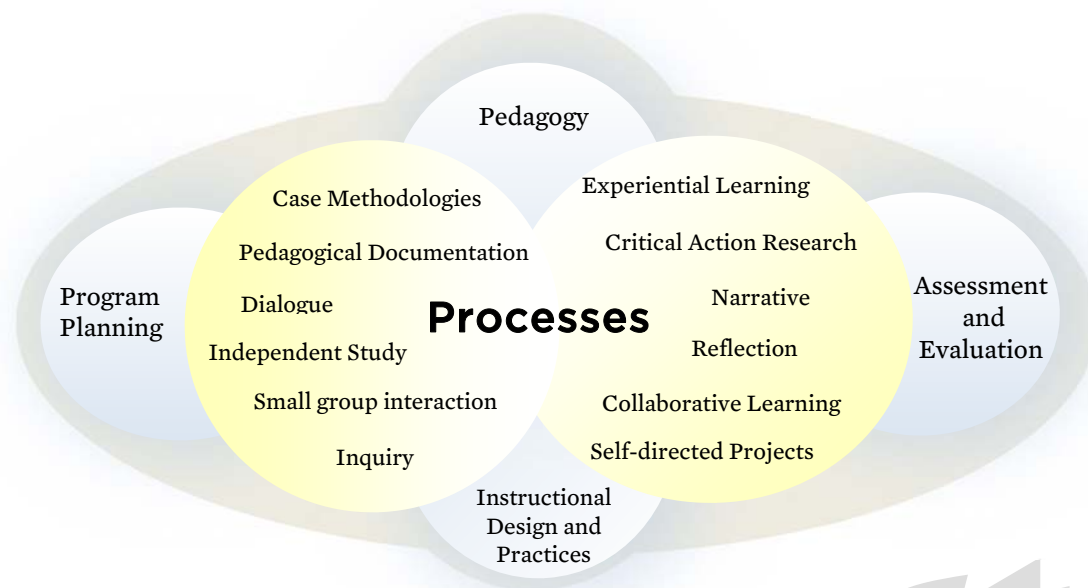 Pedagogy
Case Methodologies
Pedagogical Documentation
Dialogue
Independent Study
Small group interaction
Inquiry
Processes
Experiential Learning
Critical Action Research
Narrative
Reflection
Collaborative Learning
Self-directed Projects
Program
Planning
Assessment
and
Evaluation
Instructional
Design and
Practices